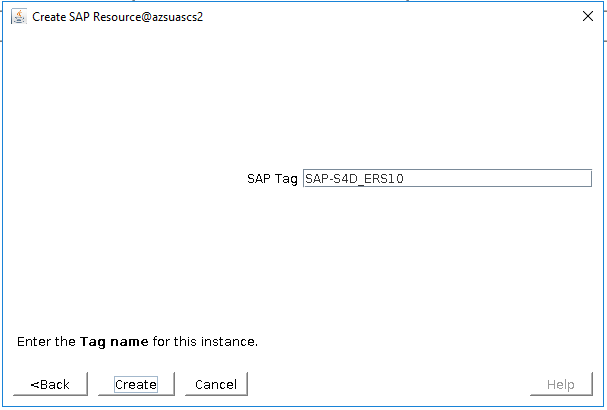 Create SAP Resource@azsuascs2
SAP Tag SAP-S4D_ERS10
Enter the Tag name for this instance.
<Back Create Cancel Help